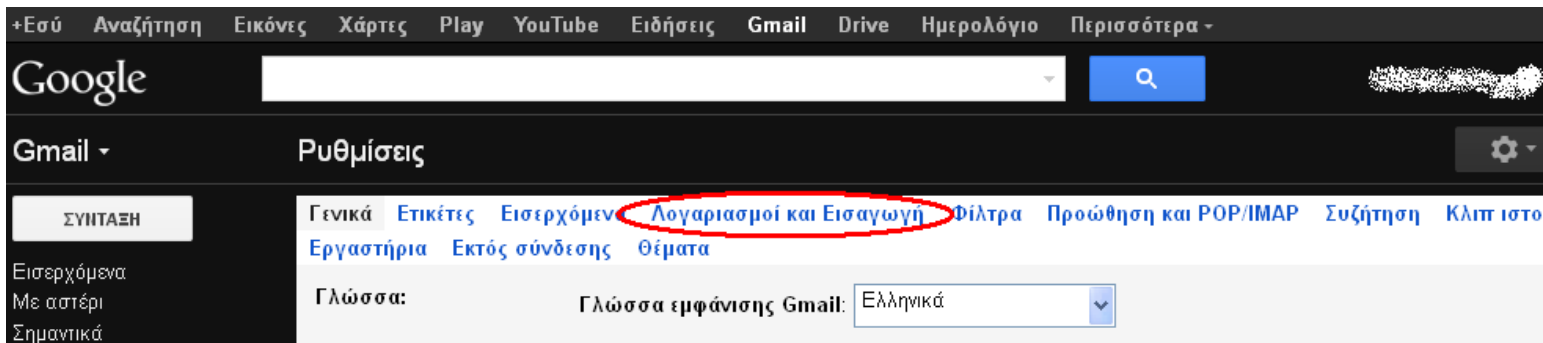 +Εσύ Αναζήτηση Εικόνες Χάρτες Play YouTube Ειδήσεις Gmail Drive Ημερολόγιο Περισσότερα
Google
Gmail Ρυθμίσεις
ΣΥΝΤΑΞΗ
Γενικά Ετικέτες Εισερχόμενα Λογαριασμοί και Εισαγωγή Φίλτρα Προώθηση και POP/IMAP Συζήτηση Κλιπ ιστο
Εργαστήρια Εκτός σύνδεσης Θέματα
Εισερχόμενα
Με αστέρι
Σημαντικά
Γλώσσα: Γλώσσα εμφάνισης Gmail: Ελληνικά